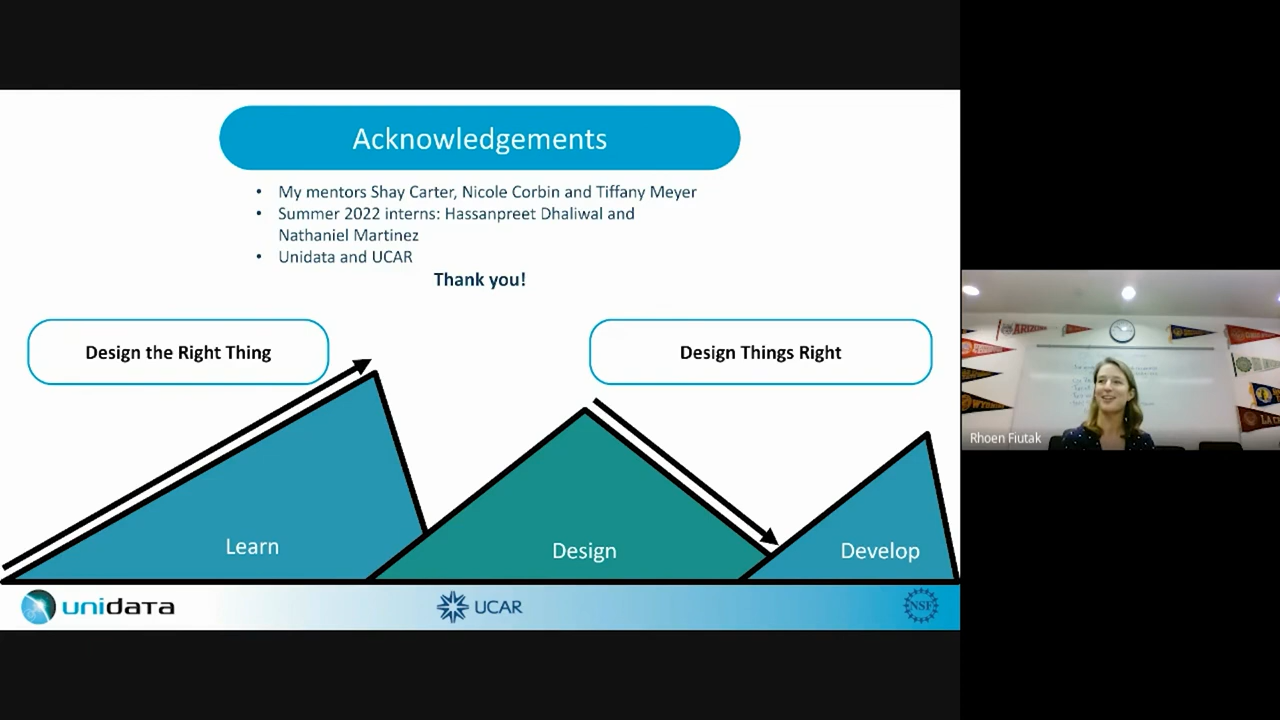 Acknowledgements
• My mentors Shay Carter, Nicole Corbin and Tiffany Meyer
• Summer 2022 interns: Hassanpreet Dhaliwal and
Nathaniel Martinez
• Unidata and UCAR
Thank you!
Design the Right Thing
Design Things Right
Learn
Design
Develop
unidata
UCAR
NSF
ARIZONA
WYOMING
Rhoen Fiutak